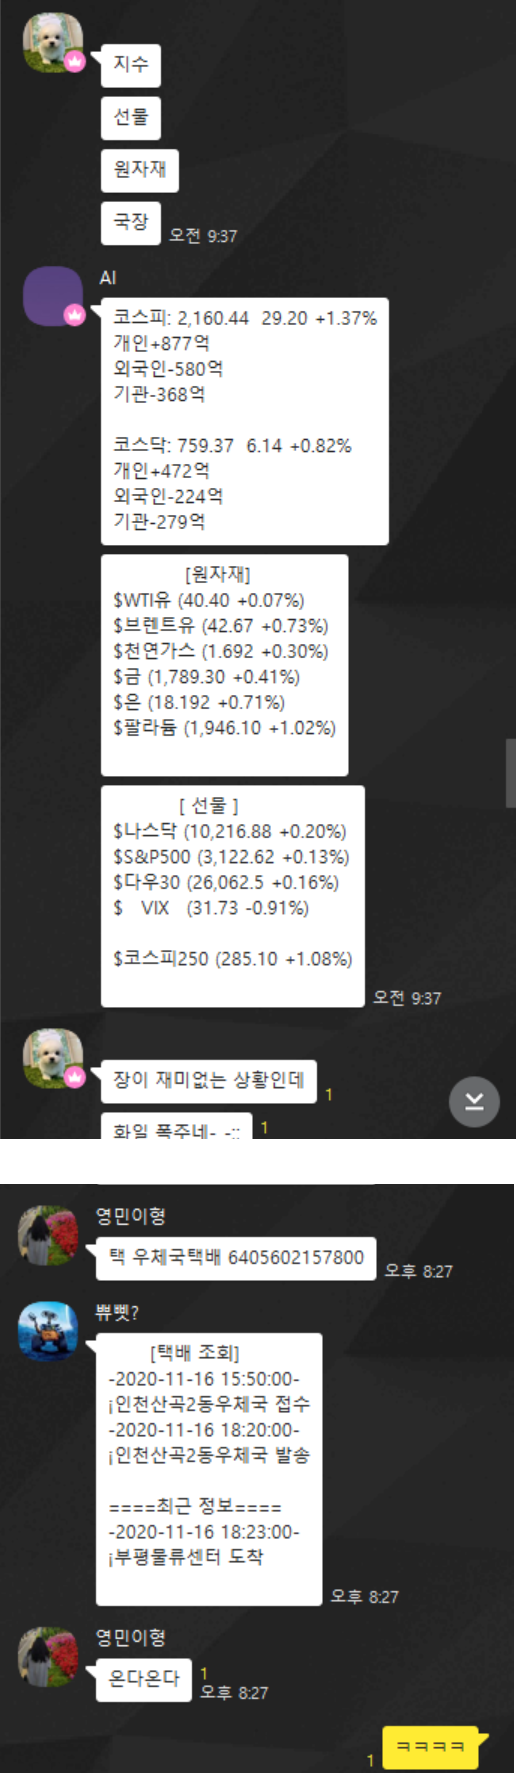 지수
선물
원자재
국장
오전 9:37
AI
코스피: 2,160.44 29.20 +1.37%
개인+877억
외국인-580억
기관-368억
코스닥: 759.37 6.14 +0.82%
개인+472억
외국인-224억
기관-279억
[원자재]
$WTI유 (40.40 +0.07%)
$브렌트유 (42.67 +0.73%)
$천연가스 (1.692 +0.30%)
$금 (1,789.30 +0.41%)
$은 (18.192 +0.71%)
$팔라듐 (1,946.10 +1.02%)
[ 선물 ]
$나스닥 (10,216.88 +0.20%)
$S&P500 (3,122.62 +0.13%)
$다우30 (26,062.5 +0.16%)
$ VIX (31.73 -0.91%)
$코스피250 (285.10 +1.08%)
오전 9:37
장이 재미없는 상황인데
1
화일 폭주네- -;;
1
영민이형
택 우체국택배 6405602157800
오후 8:27
쀼삣?
[택배 조회]
-2020-11-16 15:50:00-
¡인천산곡2동우체국 접수
-2020-11-16 18:20:00-
¡인천산곡2동우체국 발송
====최근 정보====
-2020-11-16 18:23:00-
¡부평물류센터 도착
오후 8:27
영민이형
온다온다
1
오후 8:27
1
ㅋㅋㅋㅋ